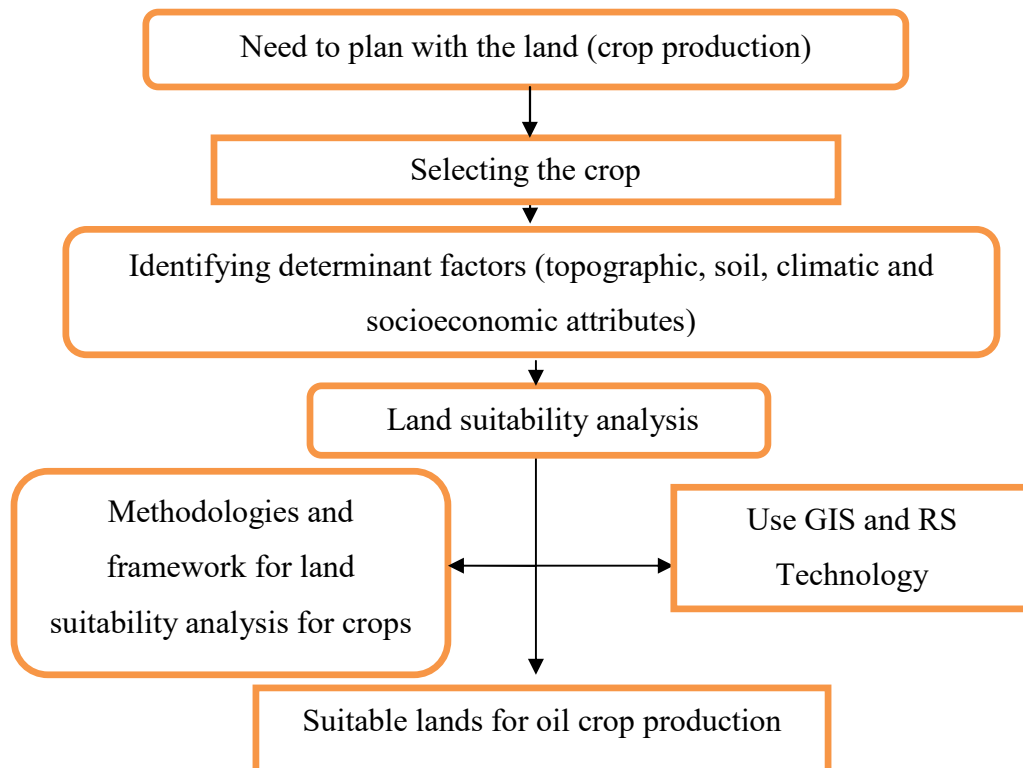 Need to plan with the land (crop production)
Selecting the crop
Identifying determinant factors (topographic, soil, climatic and
socioeconomic attributes)
Land suitability analysis
Methodologies and
framework for land
suitability analysis for crops
Use GIS and RS
Technology
Suitable lands for oil crop production